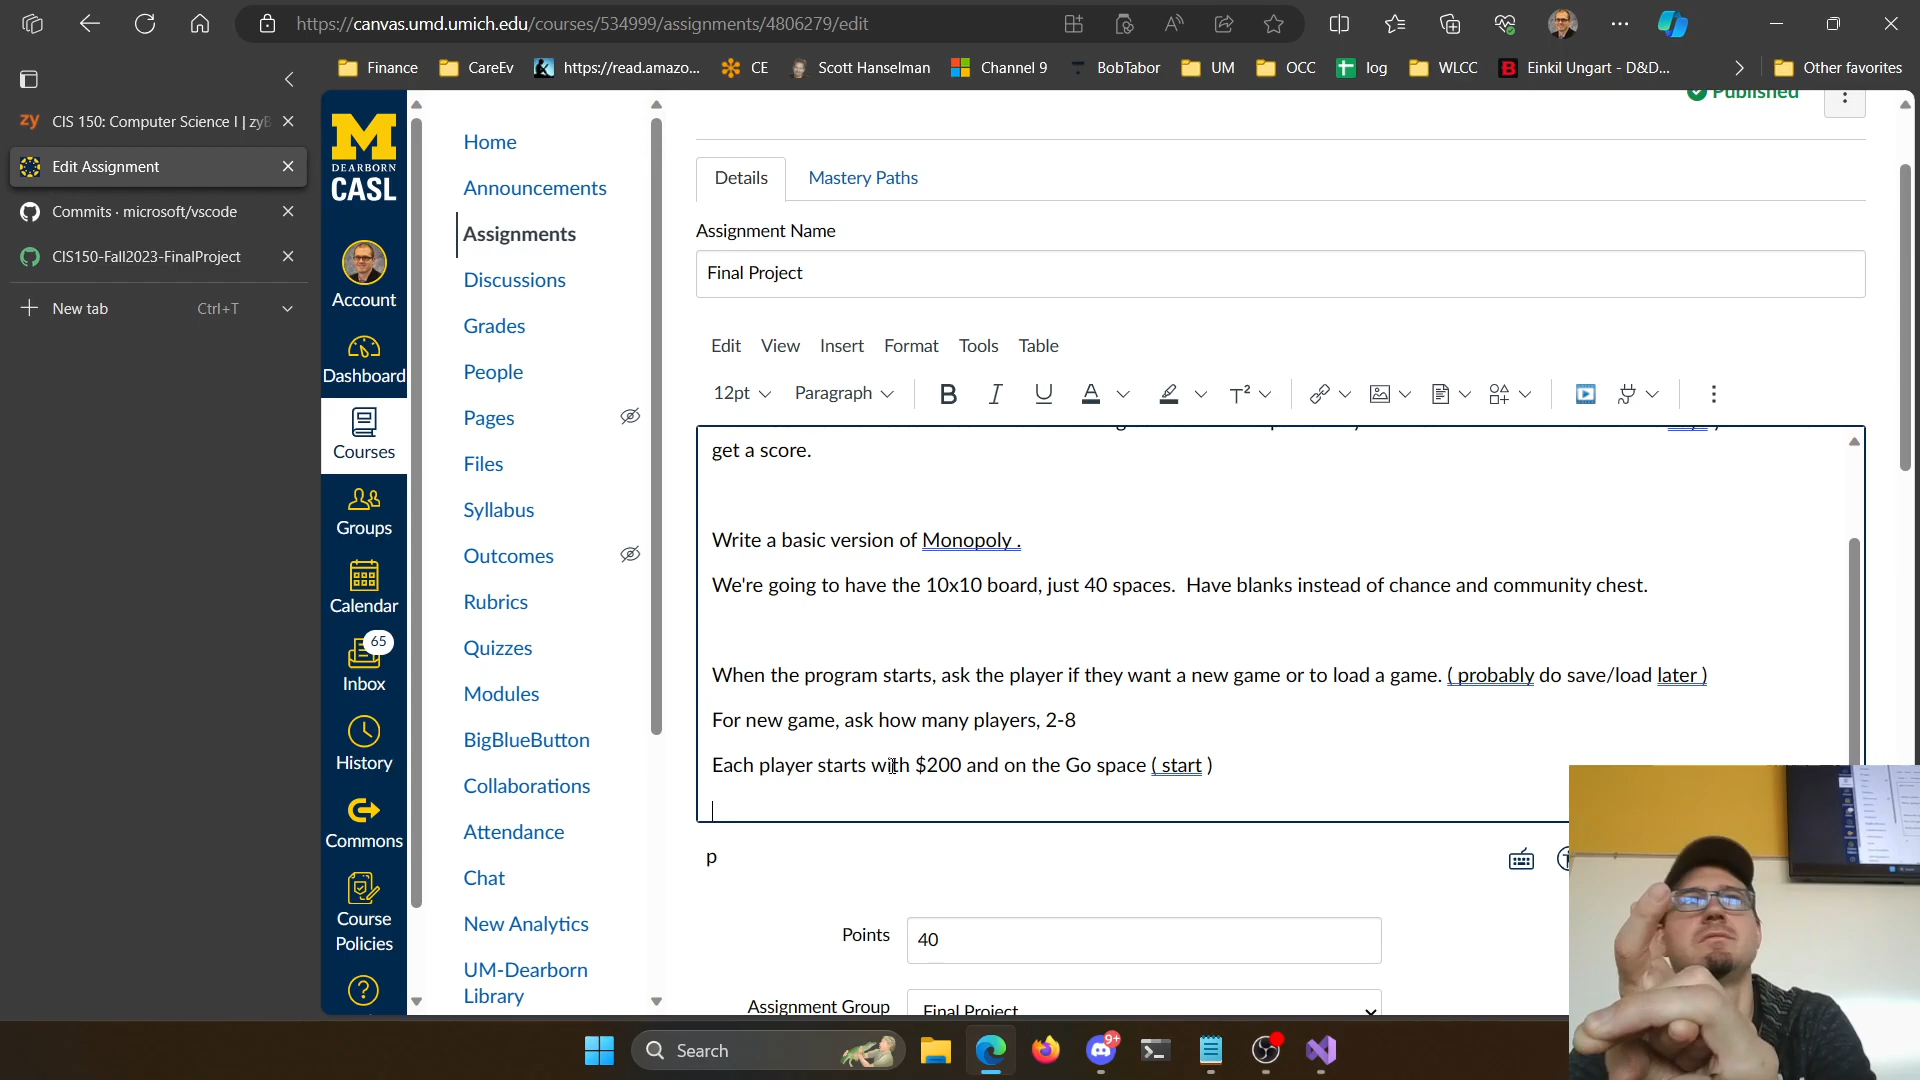 https://canvas.umd.umich.edu/courses/534999/assignments/4806279/edit
Finance
CareEv
https://read.amazo...
CE
Scott Hanselman
Channel 9
BobTabor
UM
OCC
log
WLCC
Einkil Ungart - D&D...
Other favorites
CIS 150: Computer Science I | zyB
Edit Assignment
Commits · microsoft/vscode
CIS150-Fall2023-FinalProject
New tab
Ctrl+T
M
DEARBORN
CASL
Account
Dashboard
Courses
Groups
Calendar
65
Inbox
History
Commons
Course
Policies
Home
Announcements
Assignments
Discussions
Grades
People
Pages
Files
Syllabus
Outcomes
Rubrics
Quizzes
Modules
BigBlueButton
Collaborations
Attendance
Chat
New Analytics
UM-Dearborn
Library
Published
Details
Mastery Paths
Assignment Name
Final Project
Edit View Insert Format Tools Table
12pt Paragraph
get a score.
Write a basic version of Monopoly .
We're going to have the 10x10 board, just 40 spaces. Have blanks instead of chance and community chest.
When the program starts, ask the player if they want a new game or to load a game. ( probably do save/load later )
For new game, ask how many players, 2-8
Each player starts with $200 and on the Go space ( start )
p
Points
40
Assignment Group
Final Project
Search
9+